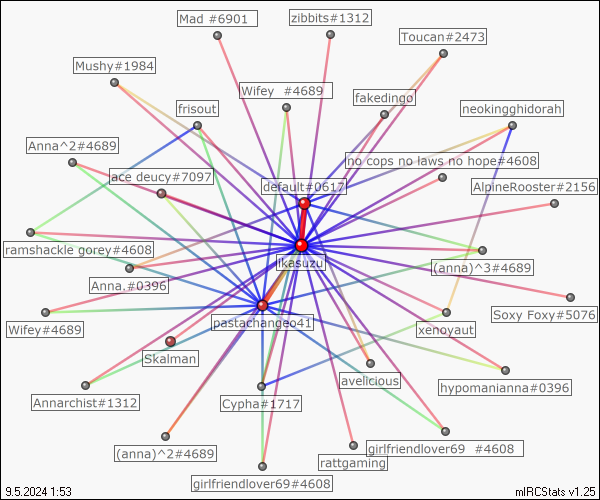 Mad #6901
zibbits#1312
Toucan#2473
Mushy#1984
Wifey #4689
fakedingo
frisout
neokingghidorah
Anna^2#4689
no cops no laws no hope#4608
ace deucy#7097
default#0617
AlpineRooster#2156
ramshackle gorey#4608
ikasuzu
(anna)^3#4689
Anna.#0396
Wifey#4689
pastachangeo41
xenoyaut
Soxy Foxy#5076
Skalman
avelicious
hypomanianna#0396
Annarchist#1312
Cypha#1717
(anna)^2#4689
girlfriendlover69 #4608
rattgaming
girlfriendlover69#4608
9.5.2024 1:53
mIRCStats v1.25